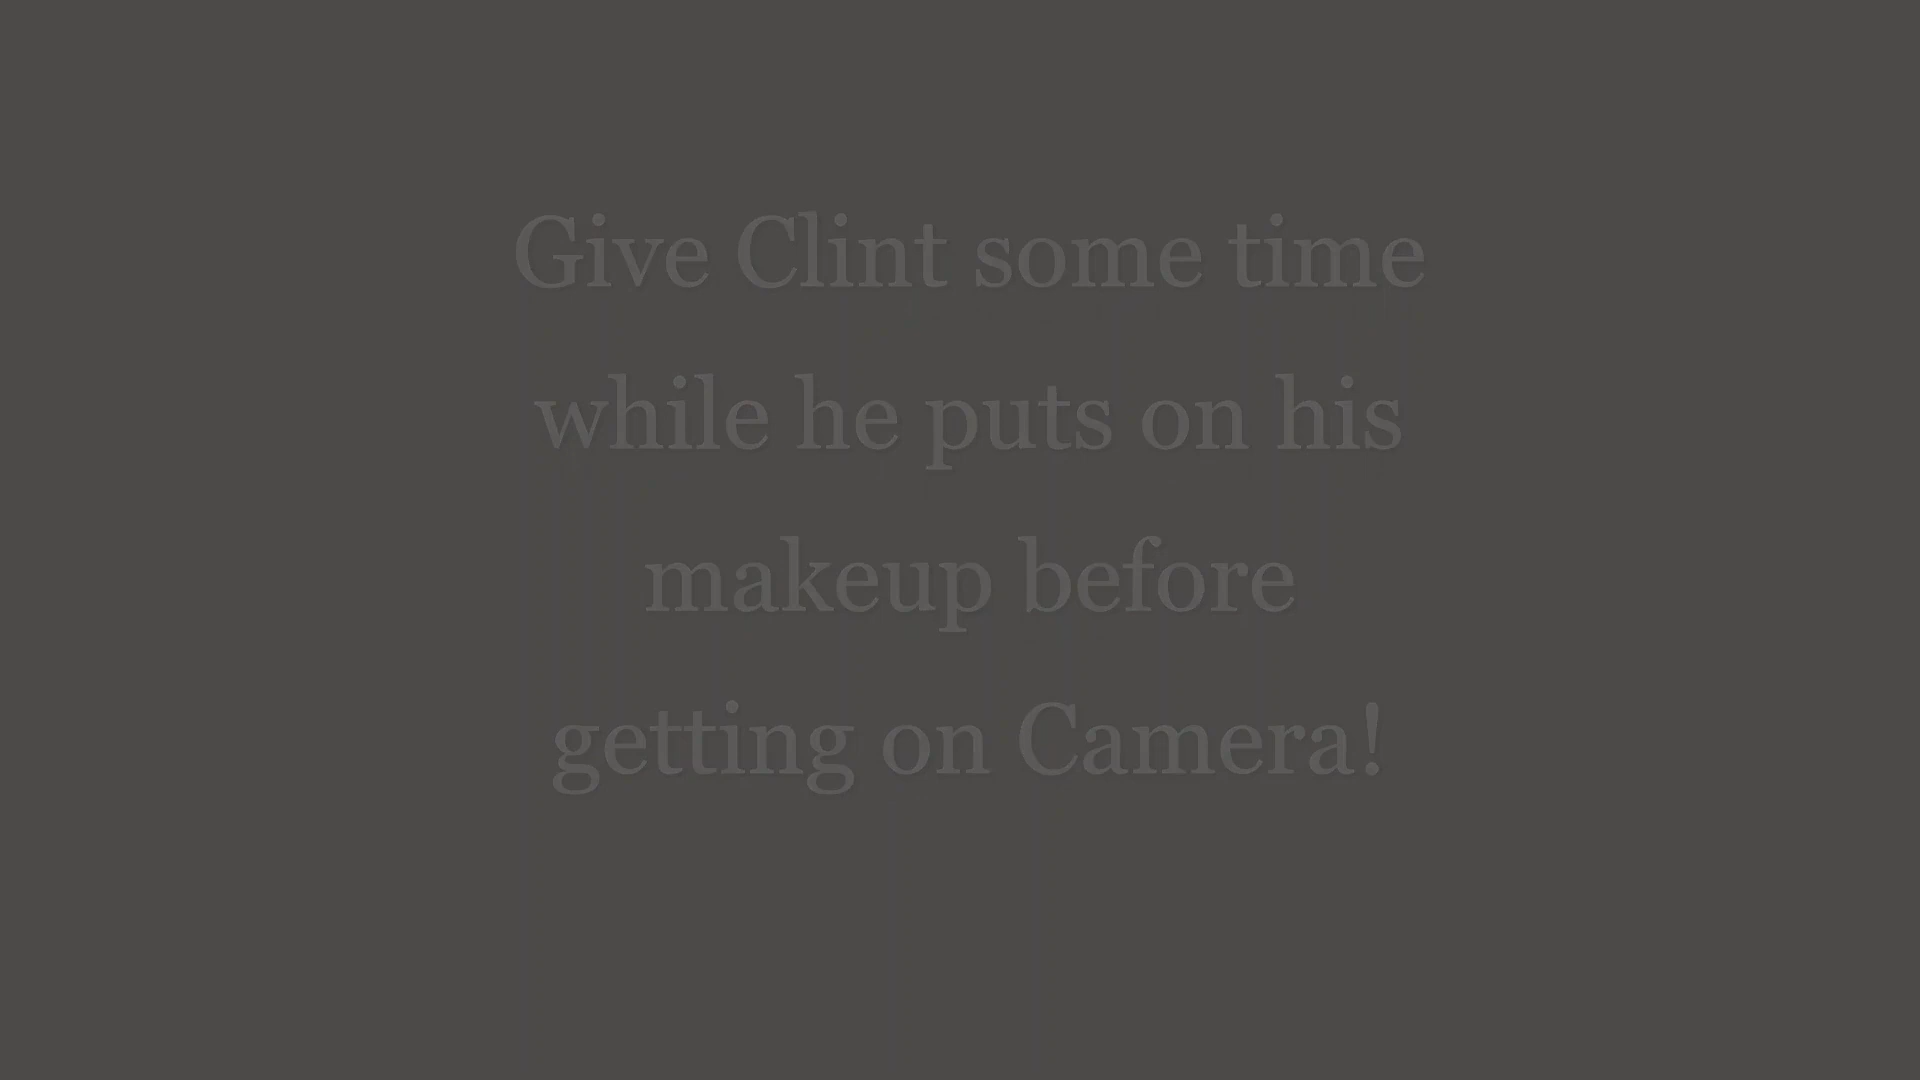 Give Clint some time
while he puts on his
makeup before
getting on Camera!